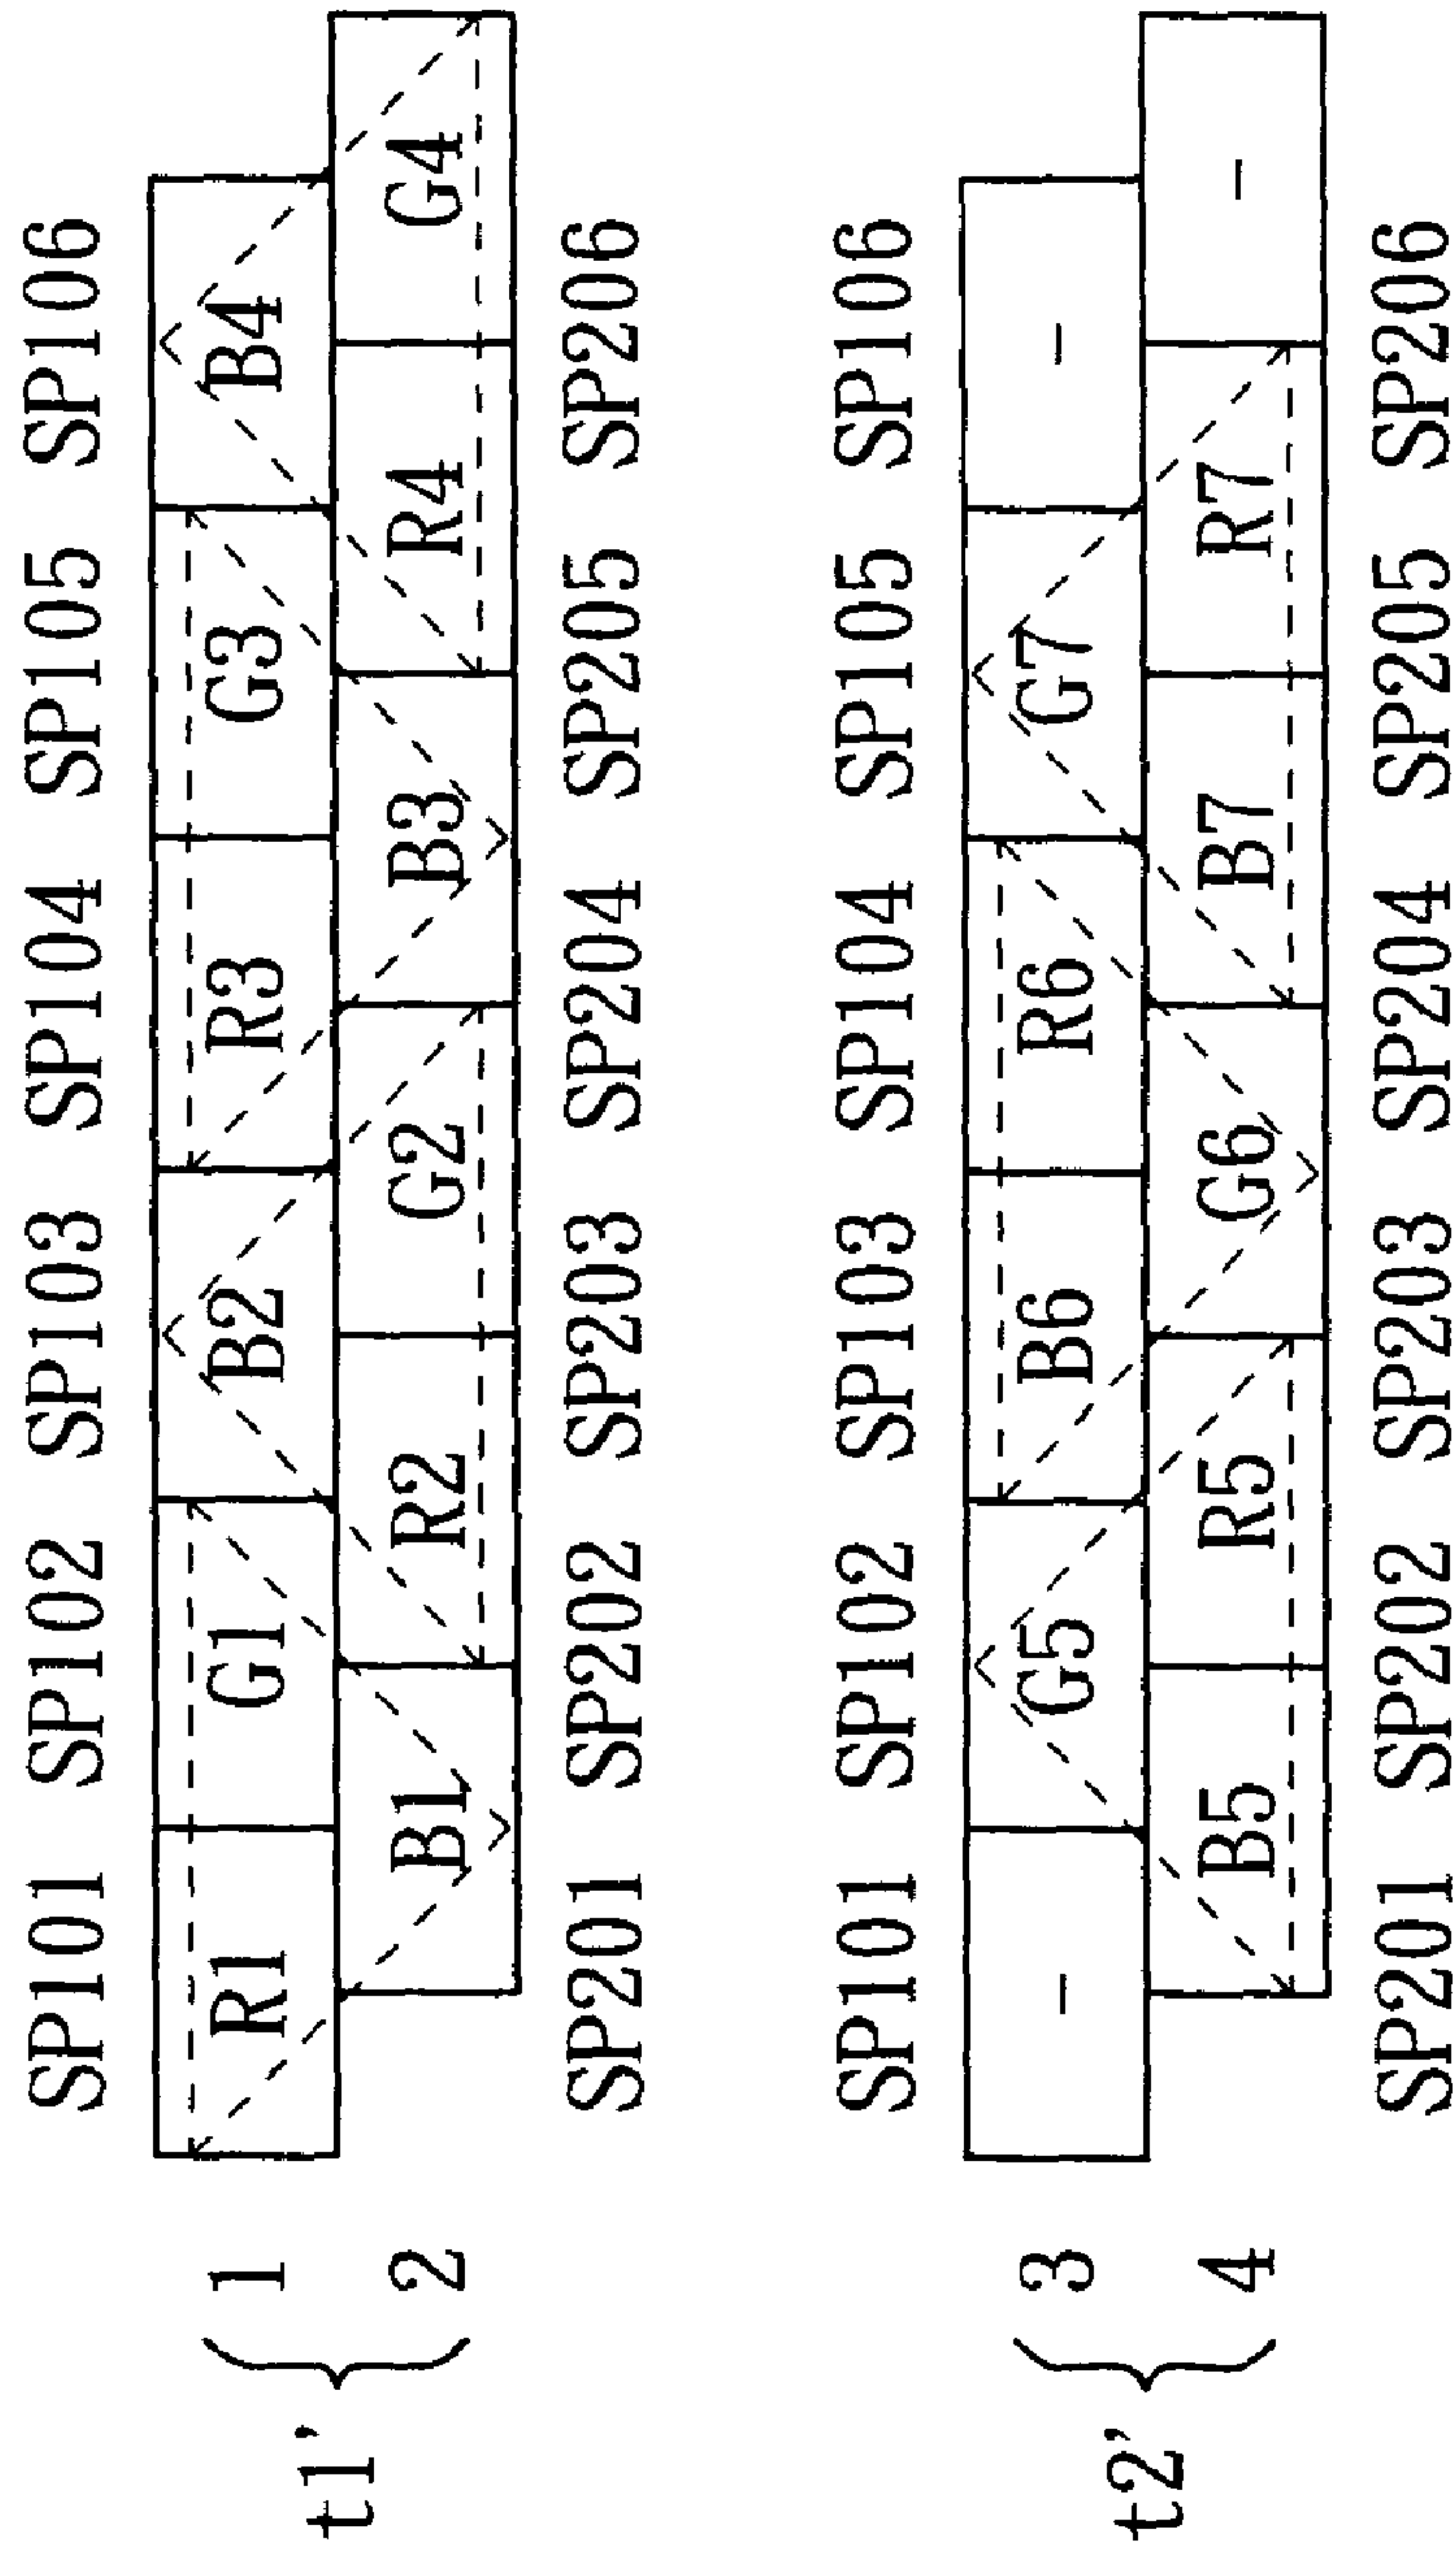 SP101 SP102 SP103 SP104 SP105 SP106
t1' 1 R1 G1 B2 R3 G3 B4
2 B1 R2 G2 B3 R4 G4
SP201 SP202 SP203 SP204 SP205 SP206
SP101 SP102 SP103 SP104 SP105 SP106
t2' 3 - G5 B6 R6 G7 -
4 B5 R5 G6 B7 R7 -
SP201 SP202 SP203 SP204 SP205 SP206